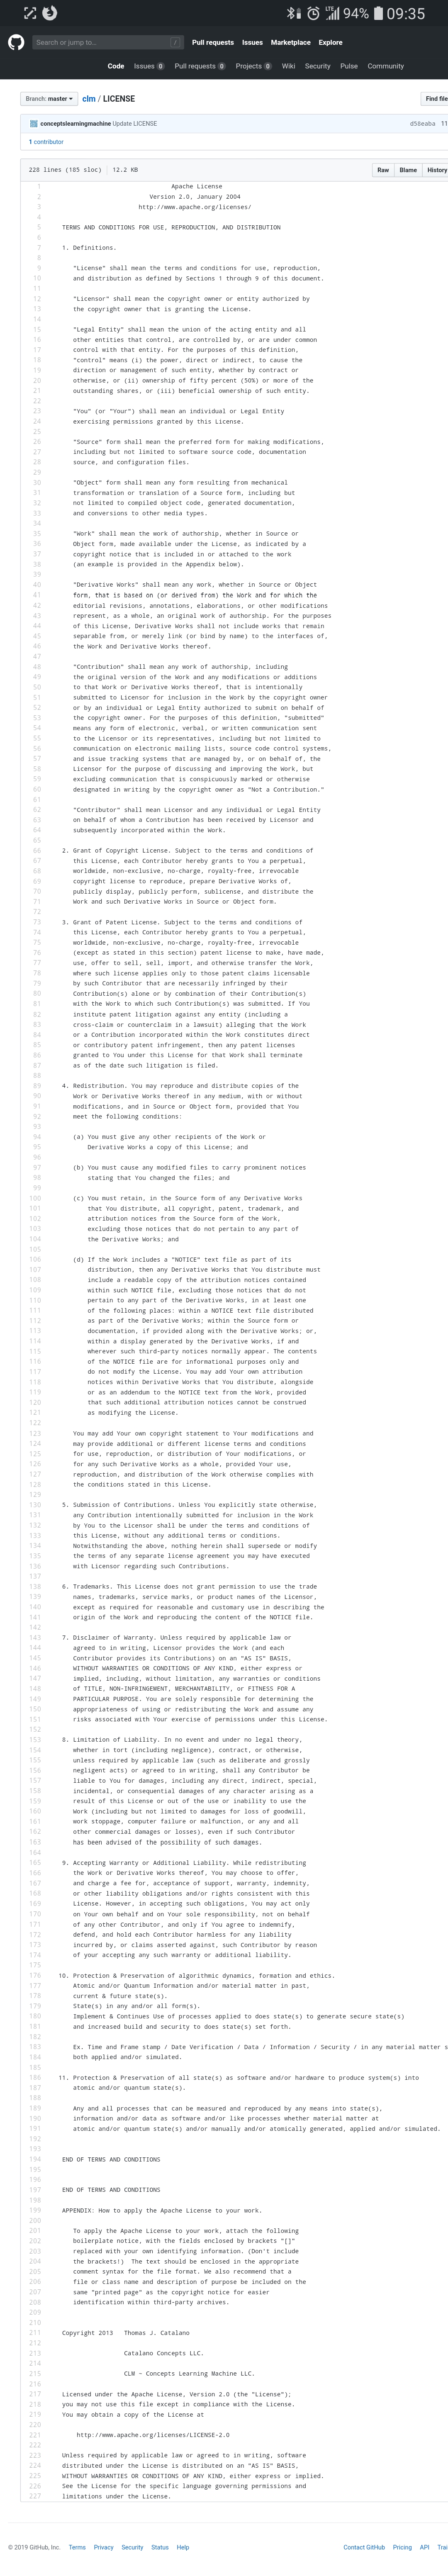 LTE 94% 09:35
Search or jump to... / Pull requests Issues Marketplace Explore
Code Issues 0 Pull requests 0 Projects 0 Wiki Security Pulse Community
Branch: master clm / LICENSE Find file
conceptslearningmachine Update LICENSE d58eaba 11
1 contributor
228 lines (185 sloc) 12.2 KB Raw Blame History
1 Apache License
2 Version 2.0, January 2004
3 http://www.apache.org/licenses/
4
5 TERMS AND CONDITIONS FOR USE, REPRODUCTION, AND DISTRIBUTION
6
7 1. Definitions.
8
9 "License" shall mean the terms and conditions for use, reproduction,
10 and distribution as defined by Sections 1 through 9 of this document.
11
12 "Licensor" shall mean the copyright owner or entity authorized by
13 the copyright owner that is granting the License.
14
15 "Legal Entity" shall mean the union of the acting entity and all
16 other entities that control, are controlled by, or are under common
17 control with that entity. For the purposes of this definition,
18 "control" means (i) the power, direct or indirect, to cause the
19 direction or management of such entity, whether by contract or
20 otherwise, or (ii) ownership of fifty percent (50%) or more of the
21 outstanding shares, or (iii) beneficial ownership of such entity.
22
23 "You" (or "Your") shall mean an individual or Legal Entity
24 exercising permissions granted by this License.
25
26 "Source" form shall mean the preferred form for making modifications,
27 including but not limited to software source code, documentation
28 source, and configuration files.
29
30 "Object" form shall mean any form resulting from mechanical
31 transformation or translation of a Source form, including but
32 not limited to compiled object code, generated documentation,
33 and conversions to other media types.
34
35 "Work" shall mean the work of authorship, whether in Source or
36 Object form, made available under the License, as indicated by a
37 copyright notice that is included in or attached to the work
38 (an example is provided in the Appendix below).
39
40 "Derivative Works" shall mean any work, whether in Source or Object
41 form, that is based on (or derived from) the Work and for which the
42 editorial revisions, annotations, elaborations, or other modifications
43 represent, as a whole, an original work of authorship. For the purposes
44 of this License, Derivative Works shall not include works that remain
45 separable from, or merely link (or bind by name) to the interfaces of,
46 the Work and Derivative Works thereof.
47
48 "Contribution" shall mean any work of authorship, including
49 the original version of the Work and any modifications or additions
50 to that Work or Derivative Works thereof, that is intentionally
51 submitted to Licensor for inclusion in the Work by the copyright owner
52 or by an individual or Legal Entity authorized to submit on behalf of
53 the copyright owner. For the purposes of this definition, "submitted"
54 means any form of electronic, verbal, or written communication sent
55 to the Licensor or its representatives, including but not limited to
56 communication on electronic mailing lists, source code control systems,
57 and issue tracking systems that are managed by, or on behalf of, the
58 Licensor for the purpose of discussing and improving the Work, but
59 excluding communication that is conspicuously marked or otherwise
60 designated in writing by the copyright owner as "Not a Contribution."
61
62 "Contributor" shall mean Licensor and any individual or Legal Entity
63 on behalf of whom a Contribution has been received by Licensor and
64 subsequently incorporated within the Work.
65
66 2. Grant of Copyright License. Subject to the terms and conditions of
67 this License, each Contributor hereby grants to You a perpetual,
68 worldwide, non-exclusive, no-charge, royalty-free, irrevocable
69 copyright license to reproduce, prepare Derivative Works of,
70 publicly display, publicly perform, sublicense, and distribute the
71 Work and such Derivative Works in Source or Object form.
72
73 3. Grant of Patent License. Subject to the terms and conditions of
74 this License, each Contributor hereby grants to You a perpetual,
75 worldwide, non-exclusive, no-charge, royalty-free, irrevocable
76 (except as stated in this section) patent license to make, have made,
77 use, offer to sell, sell, import, and otherwise transfer the Work,
78 where such license applies only to those patent claims licensable
79 by such Contributor that are necessarily infringed by their
80 Contribution(s) alone or by combination of their Contribution(s)
81 with the Work to which such Contribution(s) was submitted. If You
82 institute patent litigation against any entity (including a
83 cross-claim or counterclaim in a lawsuit) alleging that the Work
84 or a Contribution incorporated within the Work constitutes direct
85 or contributory patent infringement, then any patent licenses
86 granted to You under this License for that Work shall terminate
87 as of the date such litigation is filed.
88
89 4. Redistribution. You may reproduce and distribute copies of the
90 Work or Derivative Works thereof in any medium, with or without
91 modifications, and in Source or Object form, provided that You
92 meet the following conditions:
93
94 (a) You must give any other recipients of the Work or
95 Derivative Works a copy of this License; and
96
97 (b) You must cause any modified files to carry prominent notices
98 stating that You changed the files; and
99
100 (c) You must retain, in the Source form of any Derivative Works
101 that You distribute, all copyright, patent, trademark, and
102 attribution notices from the Source form of the Work,
103 excluding those notices that do not pertain to any part of
104 the Derivative Works; and
105
106 (d) If the Work includes a "NOTICE" text file as part of its
107 distribution, then any Derivative Works that You distribute must
108 include a readable copy of the attribution notices contained
109 within such NOTICE file, excluding those notices that do not
110 pertain to any part of the Derivative Works, in at least one
111 of the following places: within a NOTICE text file distributed
112 as part of the Derivative Works; within the Source form or
113 documentation, if provided along with the Derivative Works; or,
114 within a display generated by the Derivative Works, if and
115 wherever such third-party notices normally appear. The contents
116 of the NOTICE file are for informational purposes only and
117 do not modify the License. You may add Your own attribution
118 notices within Derivative Works that You distribute, alongside
119 or as an addendum to the NOTICE text from the Work, provided
120 that such additional attribution notices cannot be construed
121 as modifying the License.
122
123 You may add Your own copyright statement to Your modifications and
124 may provide additional or different license terms and conditions
125 for use, reproduction, or distribution of Your modifications, or
126 for any such Derivative Works as a whole, provided Your use,
127 reproduction, and distribution of the Work otherwise complies with
128 the conditions stated in this License.
129
130 5. Submission of Contributions. Unless You explicitly state otherwise,
131 any Contribution intentionally submitted for inclusion in the Work
132 by You to the Licensor shall be under the terms and conditions of
133 this License, without any additional terms or conditions.
134 Notwithstanding the above, nothing herein shall supersede or modify
135 the terms of any separate license agreement you may have executed
136 with Licensor regarding such Contributions.
137
138 6. Trademarks. This License does not grant permission to use the trade
139 names, trademarks, service marks, or product names of the Licensor,
140 except as required for reasonable and customary use in describing the
141 origin of the Work and reproducing the content of the NOTICE file.
142
143 7. Disclaimer of Warranty. Unless required by applicable law or
144 agreed to in writing, Licensor provides the Work (and each
145 Contributor provides its Contributions) on an "AS IS" BASIS,
146 WITHOUT WARRANTIES OR CONDITIONS OF ANY KIND, either express or
147 implied, including, without limitation, any warranties or conditions
148 of TITLE, NON-INFRINGEMENT, MERCHANTABILITY, or FITNESS FOR A
149 PARTICULAR PURPOSE. You are solely responsible for determining the
150 appropriateness of using or redistributing the Work and assume any
151 risks associated with Your exercise of permissions under this License.
152
153 8. Limitation of Liability. In no event and under no legal theory,
154 whether in tort (including negligence), contract, or otherwise,
155 unless required by applicable law (such as deliberate and grossly
156 negligent acts) or agreed to in writing, shall any Contributor be
157 liable to You for damages, including any direct, indirect, special,
158 incidental, or consequential damages of any character arising as a
159 result of this License or out of the use or inability to use the
160 Work (including but not limited to damages for loss of goodwill,
161 work stoppage, computer failure or malfunction, or any and all
162 other commercial damages or losses), even if such Contributor
163 has been advised of the possibility of such damages.
164
165 9. Accepting Warranty or Additional Liability. While redistributing
166 the Work or Derivative Works thereof, You may choose to offer,
167 and charge a fee for, acceptance of support, warranty, indemnity,
168 or other liability obligations and/or rights consistent with this
169 License. However, in accepting such obligations, You may act only
170 on Your own behalf and on Your sole responsibility, not on behalf
171 of any other Contributor, and only if You agree to indemnify,
172 defend, and hold each Contributor harmless for any liability
173 incurred by, or claims asserted against, such Contributor by reason
174 of your accepting any such warranty or additional liability.
175
176 10. Protection & Preservation of algorithmic dynamics, formation and ethics.
177 Atomic and/or Quantum Information and/or material matter in past,
178 current & future state(s).
179 State(s) in any and/or all form(s).
180 Implement & Continues Use of processes applied to does state(s) to generate secure state(s)
181 and increased build and security to does state(s) set forth.
182
183 Ex. Time and Frame stamp / Date Verification / Data / Information / Security / in any material matter s
184 both applied and/or simulated.
185
186 11. Protection & Preservation of all state(s) as software and/or hardware to produce system(s) into
187 atomic and/or quantum state(s).
188
189 Any and all processes that can be measured and reproduced by any means into state(s),
190 information and/or data as software and/or like processes whether material matter at
191 atomic and/or quantum state(s) and/or manually and/or atomically generated, applied and/or simulated.
192
193
194 END OF TERMS AND CONDITIONS
195
196
197 END OF TERMS AND CONDITIONS
198
199 APPENDIX: How to apply the Apache License to your work.
200
201 To apply the Apache License to your work, attach the following
202 boilerplate notice, with the fields enclosed by brackets "[]"
203 replaced with your own identifying information. (Don't include
204 the brackets!) The text should be enclosed in the appropriate
205 comment syntax for the file format. We also recommend that a
206 file or class name and description of purpose be included on the
207 same "printed page" as the copyright notice for easier
208 identification within third-party archives.
209
210
211 Copyright 2013 Thomas J. Catalano
212
213 Catalano Concepts LLC.
214
215 CLM ~ Concepts Learning Machine LLC.
216
217 Licensed under the Apache License, Version 2.0 (the "License");
218 you may not use this file except in compliance with the License.
219 You may obtain a copy of the License at
220
221 http://www.apache.org/licenses/LICENSE-2.0
222
223 Unless required by applicable law or agreed to in writing, software
224 distributed under the License is distributed on an "AS IS" BASIS,
225 WITHOUT WARRANTIES OR CONDITIONS OF ANY KIND, either express or implied.
226 See the License for the specific language governing permissions and
227 limitations under the License.
© 2019 GitHub, Inc. Terms Privacy Security Status Help Contact GitHub Pricing API Trai